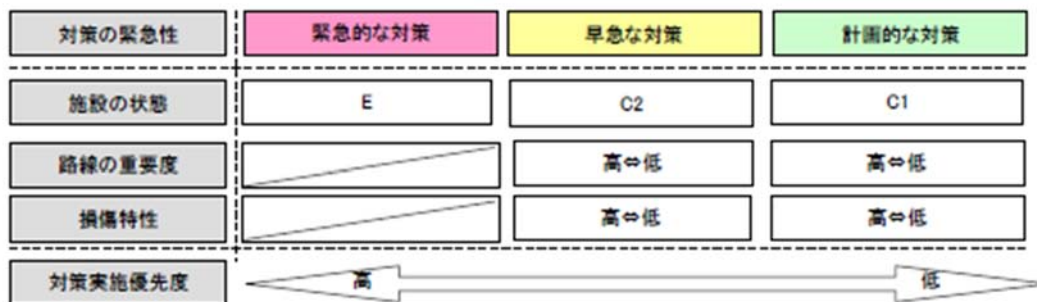 対策の緊急性 緊急的な対策 早急な対策 計画的な対策
施設の状態 E C2 C1
路線の重要度 高⇔低 高⇔低
損傷特性 高⇔低 高⇔低
対策実施優先度 高 低